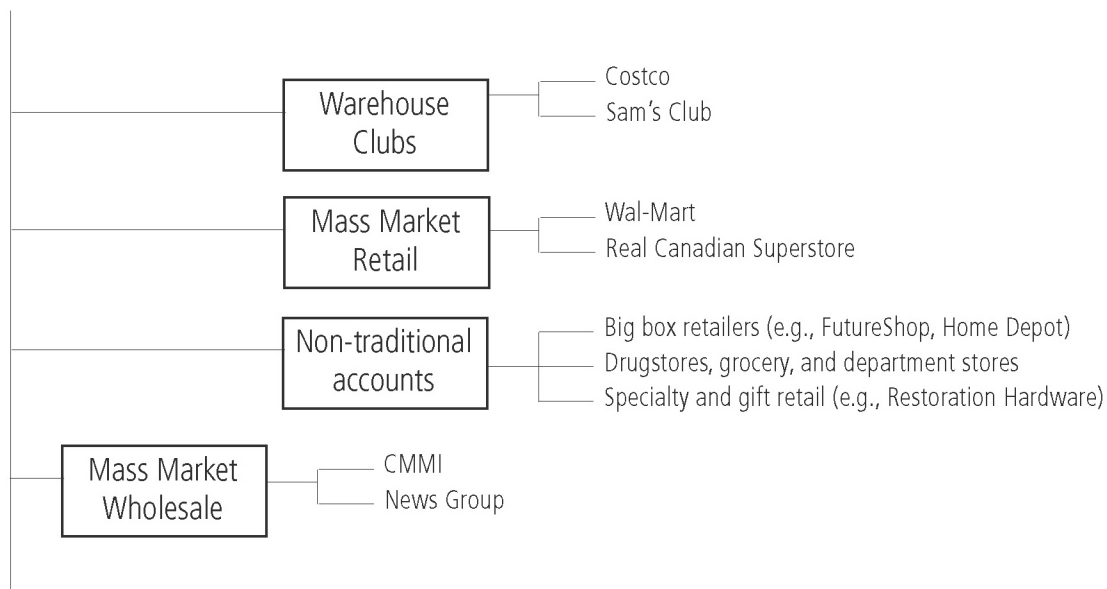 Warehouse
Clubs
Costco
Sam's Club
Mass Market
Retail
Wal-Mart
Real Canadian Superstore
Non-traditional
accounts
Big box retailers (e.g., FutureShop, Home Depot)
Drugstores, grocery, and department stores
Specialty and gift retail (e.g., Restoration Hardware)
Mass Market
Wholesale
CMMI
News Group